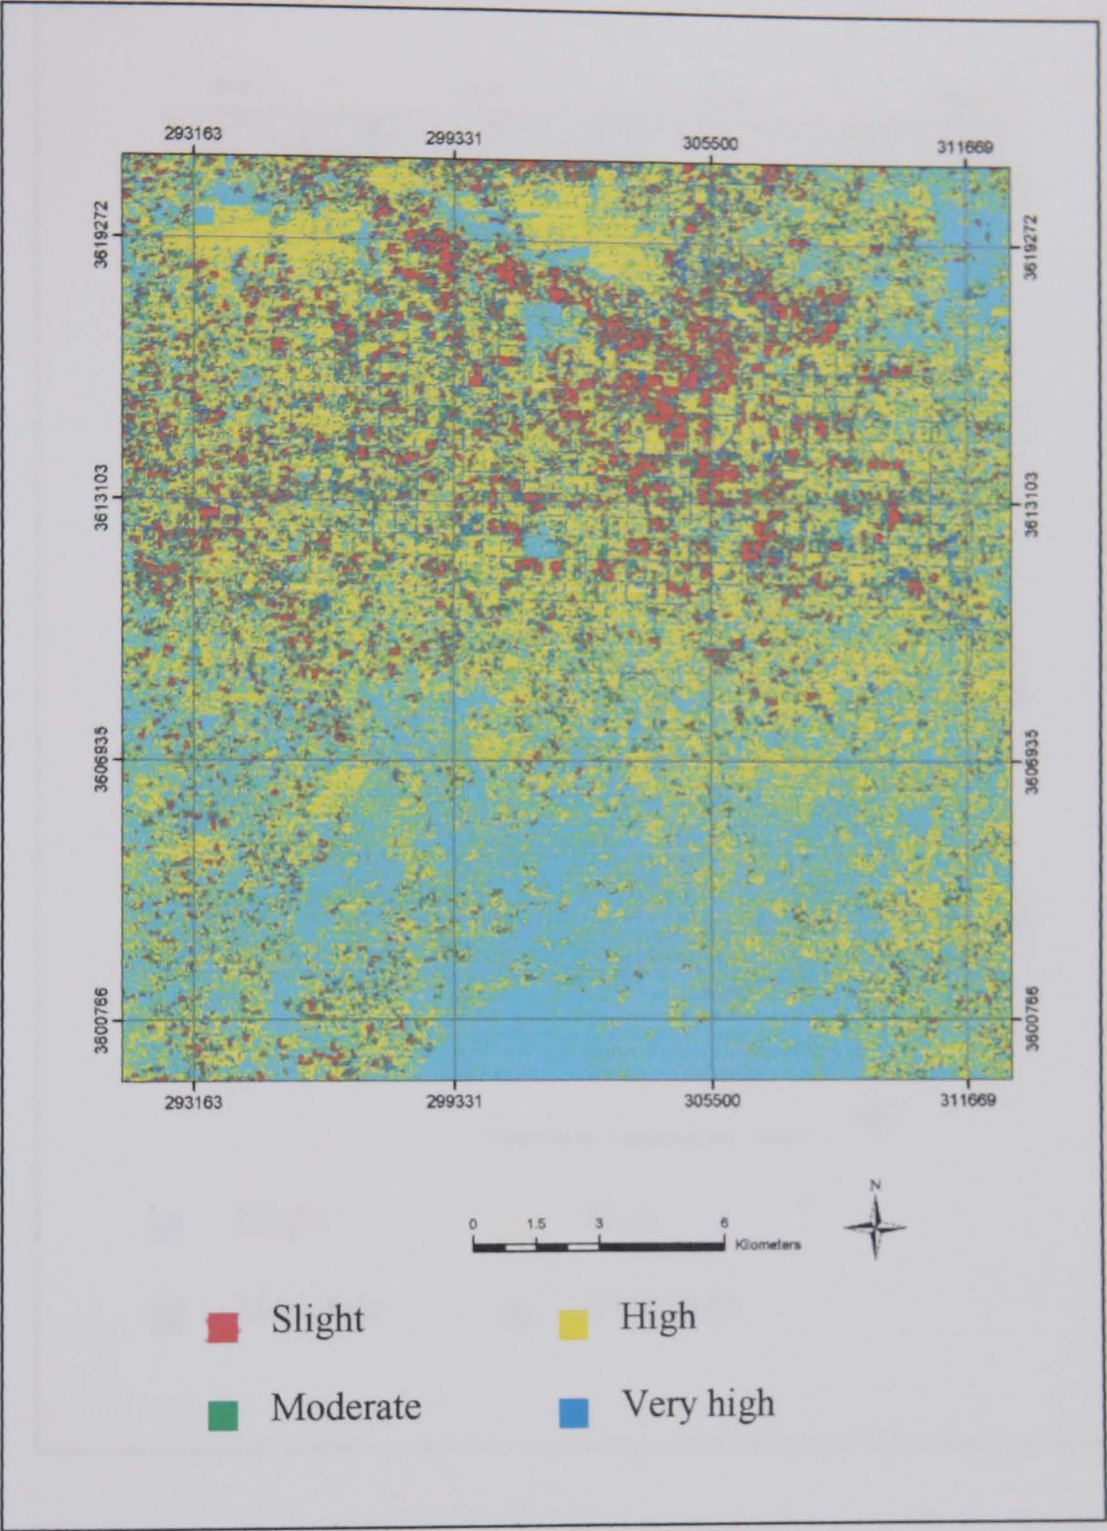 293163 299331 305500 311669
3619272 3619272
3613103 3613103
3606935 3606935
3600766 3600766
293163 299331 305500 311669
N
0 1.5 3 6
Kilometers
Slight High
Moderate Very high